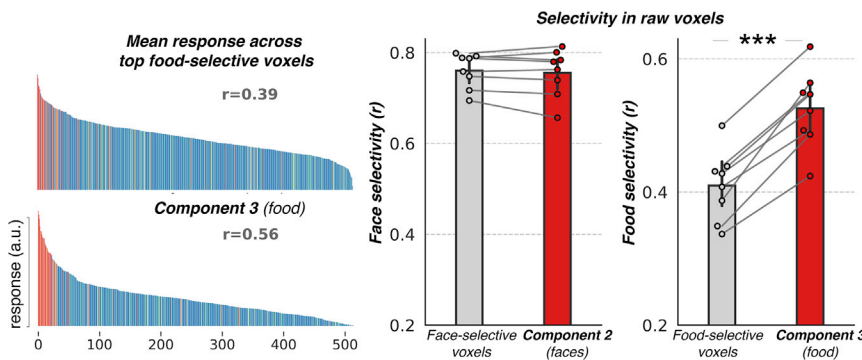 Mean response across
top food-selective voxels
r=0.39
Component 3 (food)
r=0.56
response (a.u.)
0
100
200
300
400
500
Selectivity in raw voxels
Face selectivity (r)
0.8
0.6
0.4
0.2
Face-selective
voxels
Component 2
(faces)
Food selectivity (r)
***
0.6
0.4
0.2
Food-selective
voxels
Component 3
(food)